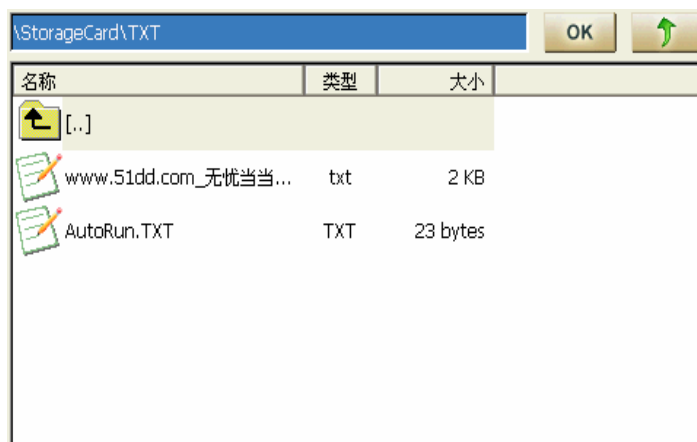 \StorageCard\TXT OK
名称 类型 大小
[..]
www.51dd.com_无忧当当... txt 2 KB
AutoRun.TXT TXT 23 bytes